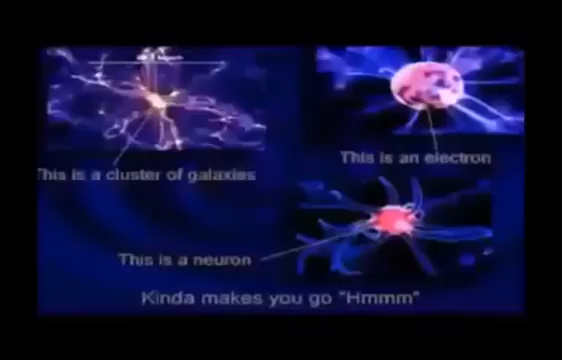 This is a cluster of galaxies
This is an electron
This is a neuron
Kinda makes you go "Hmmm"